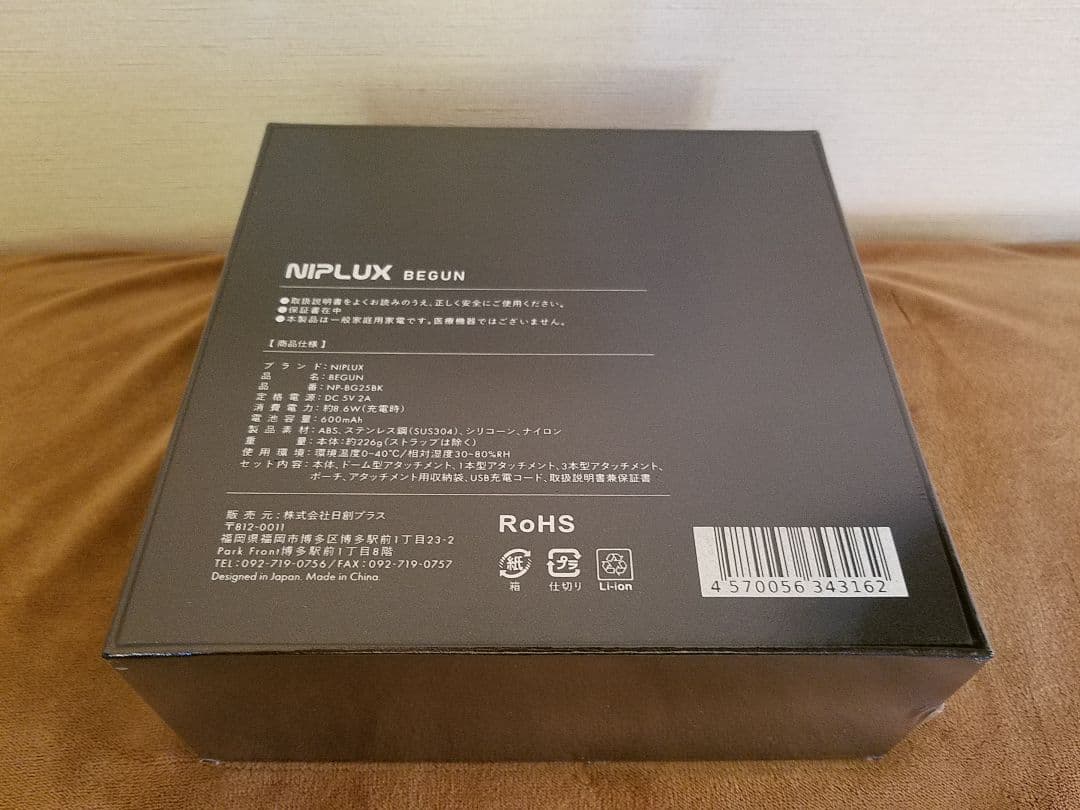 NIPLUX BEGUN
●取扱説明書をよくお読みのうえ、正しく安全にご使用ください。
●保証書在中
●本製品は一般家庭用家電です。医療機器ではございません。
【 商品仕様 】
ブランド：NIPLUX
品名：BEGUN
品番：NP-BG25BK
定格電源：DC 5V 2A
消費電力：約8.6W（充電時）
電池容量：600mAh
製品素材：ABS、ステンレス鋼（SUS304）、シリコーン、ナイロン
重量：本体：約226g（ストラップは除く）
使用環境：環境温度0~40℃/相対湿度30~80%RH
セット内容：本体、ドーム型アタッチメント、1本型アタッチメント、3本型アタッチメント、
ポーチ、アタッチメント用収納袋、USB充電コード、取扱説明書兼保証書
販売元：株式会社日創プラス
〒812-0011
福岡県福岡市博多区博多駅前1丁目23-2
Park Front博多駅前1丁目8階
TEL：092-719-0756/FAX：092-719-0757
Designed in Japan. Made in China.
RoHS
紙 プラ
箱 仕切り Li-ion
4 570056 343162